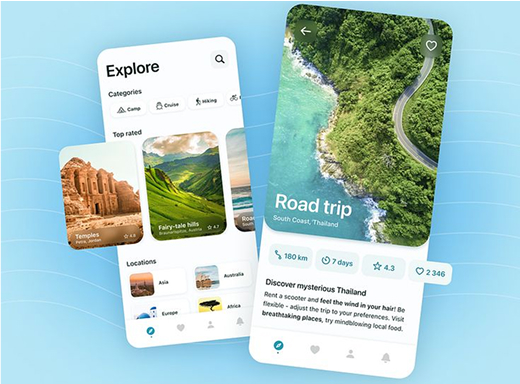 Explore
Categories
Camp
Cruise
Hiking
Top rated
Temples
Petra, Jordan
4.8
Fairy-tale hills
4.7
Locations
Asia
Australia
Europe
Africa
Road trip
South Coast, Thailand
180 km
7 days
4.3
2 346
Discover mysterious Thailand
Rent a scooter and feel the wind in your hair! Be
flexible - adjust the trip to your preferences. Visit
breathtaking places, try mindblowing local food.